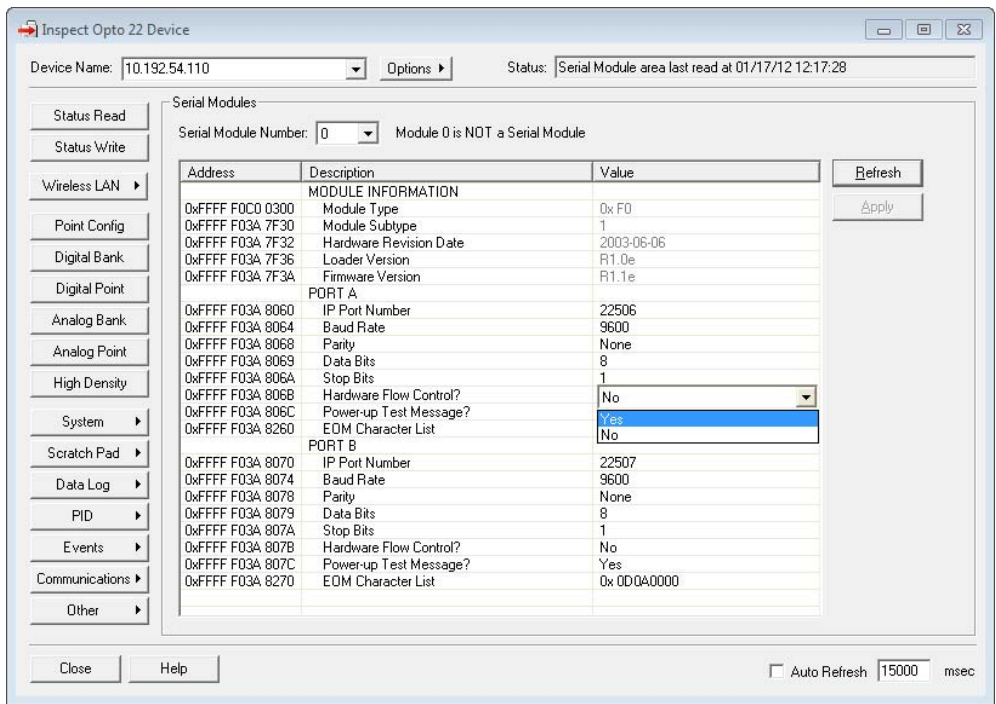 Inspect Opto 22 Device
Device Name: 10.192.54.110 Options Status: Serial Module area last read at 01/17/12 12:17:28
Status Read
Status Write
Wireless LAN
Point Config
Digital Bank
Digital Point
Analog Bank
Analog Point
High Density
System
Scratch Pad
Data Log
PID
Events
Communications
Other
Serial Modules
Serial Module Number: 0 Module 0 is NOT a Serial Module
Address Description Value
MODULE INFORMATION
0xFFFF F0C0 0300 Module Type 0x F0
0xFFFF F03A 7F30 Module Subtype 1
0xFFFF F03A 7F32 Hardware Revision Date 2003-06-06
0xFFFF F03A 7F36 Loader Version R1.0e
0xFFFF F03A 7F3A Firmware Version R1.1e
PORT A
0xFFFF F03A 8060 IP Port Number 22506
0xFFFF F03A 8064 Baud Rate 9600
0xFFFF F03A 8068 Parity None
0xFFFF F03A 8069 Data Bits 8
0xFFFF F03A 806A Stop Bits 1
0xFFFF F03A 806B Hardware Flow Control? No
0xFFFF F03A 806C Power-up Test Message? Yes
0xFFFF F03A 8260 EOM Character List No
PORT B
0xFFFF F03A 8070 IP Port Number 22507
0xFFFF F03A 8074 Baud Rate 9600
0xFFFF F03A 8078 Parity None
0xFFFF F03A 8079 Data Bits 8
0xFFFF F03A 807A Stop Bits 1
0xFFFF F03A 807B Hardware Flow Control? No
0xFFFF F03A 807C Power-up Test Message? Yes
0xFFFF F03A 8270 EOM Character List 0x 0D0A0000
Refresh
Apply
Close Help Auto Refresh 15000 msec